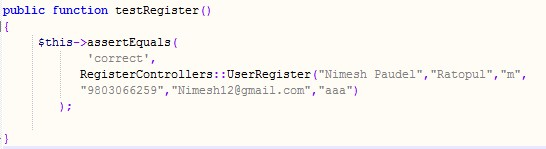 public function testRegister()
{
$this->assertEquals(
'correct',
RegisterControllers::UserRegister("Nimesh Paudel","Ratopul","m",
"9803066259","Nimesh12@gmail.com","aaa")
);
}